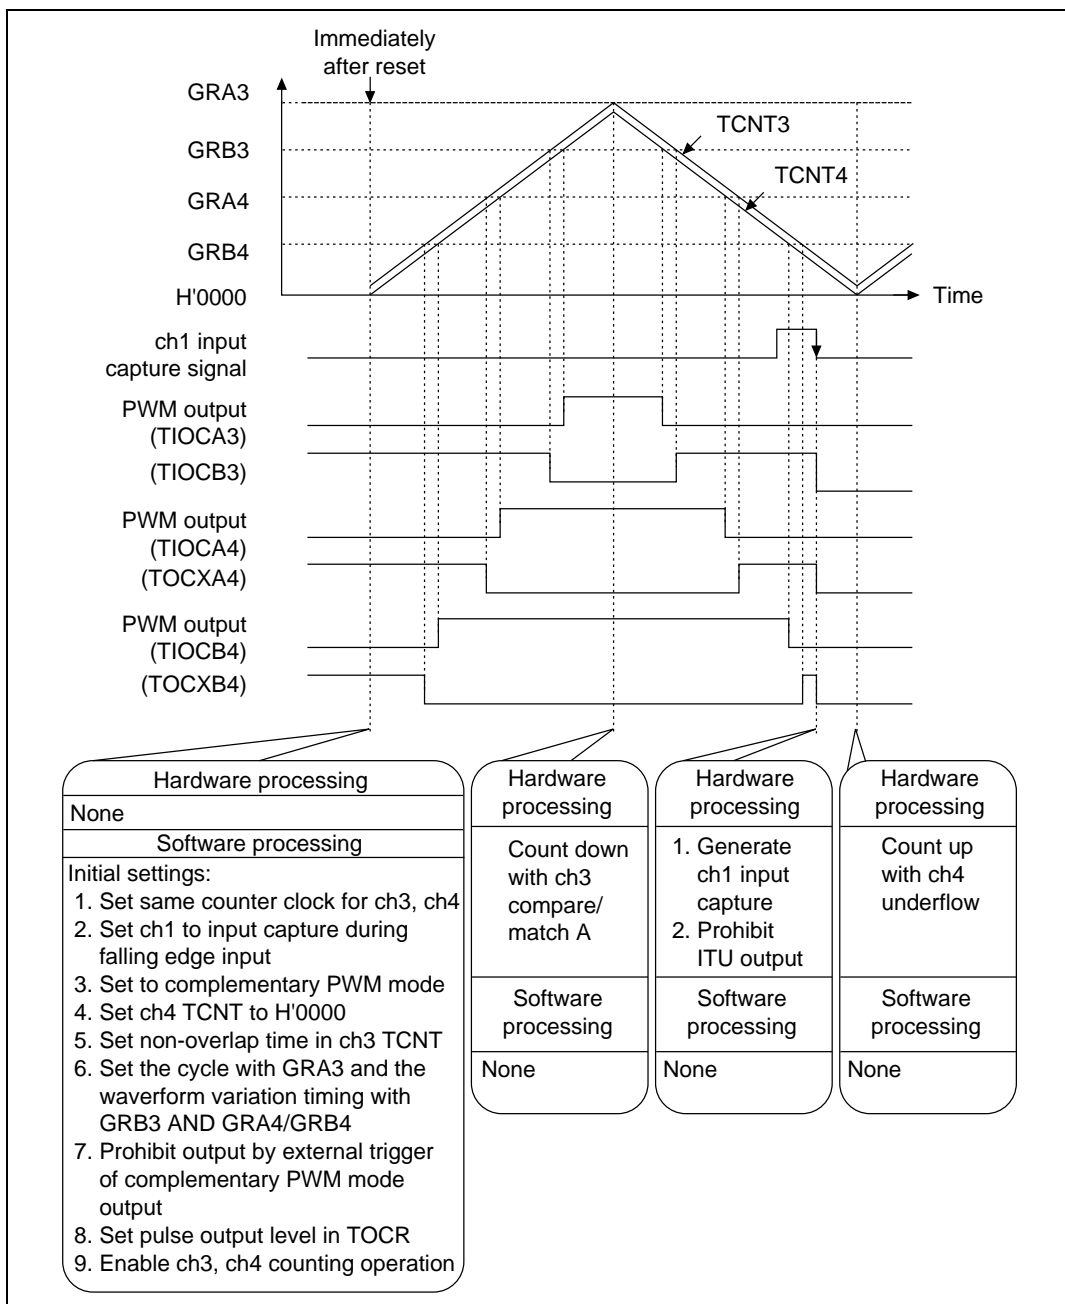 Immediately
after reset
GRA3
TCNT3
GRB3
TCNT4
GRA4
GRB4
H'0000
Time
ch1 input
capture signal
PWM output
(TIOCA3)
(TIOCB3)
PWM output
(TIOCA4)
(TOCXA4)
PWM output
(TIOCB4)
(TOCXB4)
Hardware processing
None
Software processing
Initial settings:
1. Set same counter clock for ch3, ch4
2. Set ch1 to input capture during
falling edge input
3. Set to complementary PWM mode
4. Set ch4 TCNT to H'0000
5. Set non-overlap time in ch3 TCNT
6. Set the cycle with GRA3 and the
waverform variation timing with
GRB3 AND GRA4/GRB4
7. Prohibit output by external trigger
of complementary PWM mode
output
8. Set pulse output level in TOCR
9. Enable ch3, ch4 counting operation
Hardware
processing
Count down
with ch3
compare/
match A
Software
processing
None
Hardware
processing
1. Generate
ch1 input
capture
2. Prohibit
ITU output
Software
processing
None
Hardware
processing
Count up
with ch4
underflow
Software
processing
None